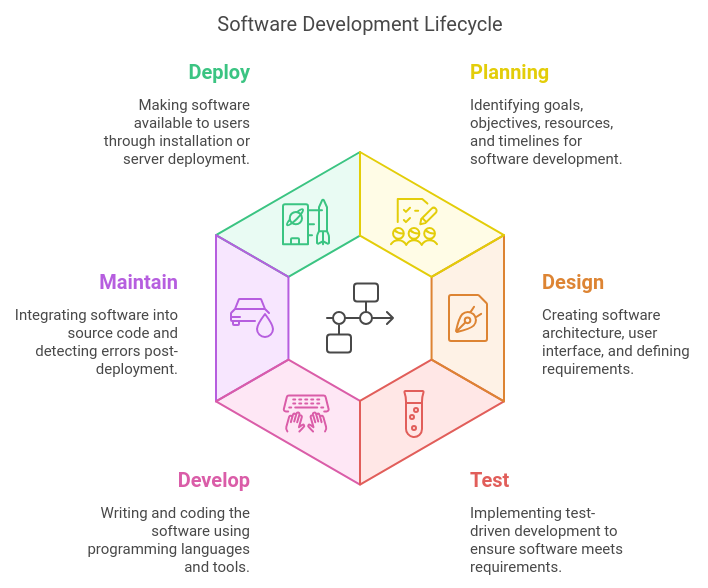 Software Development Lifecycle
Deploy
Making software
available to users
through installation or
server deployment.
Planning
Identifying goals,
objectives, resources,
and timelines for
software development.
Maintain
Integrating software into
source code and
detecting errors post-
deployment.
Design
Creating software
architecture, user
interface, and defining
requirements.
Develop
Writing and coding the
software using
programming languages
and tools.
Test
Implementing test-
driven development to
ensure software meets
requirements.